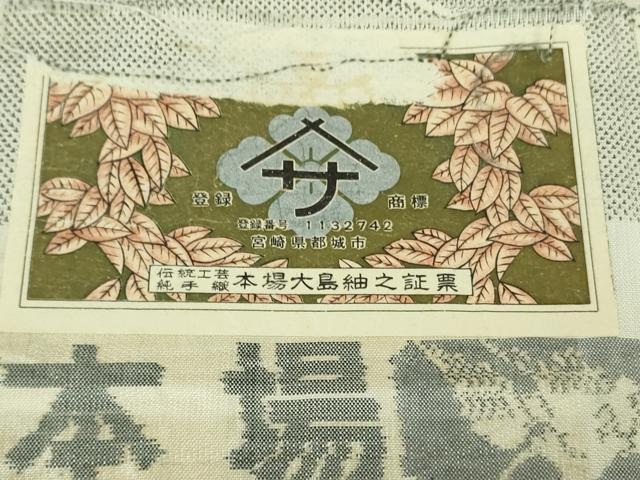 サ
登録 商標
登録番号 1132742
宮崎県都城市
伝統工芸
純手織
本場大島紬之証票
本場